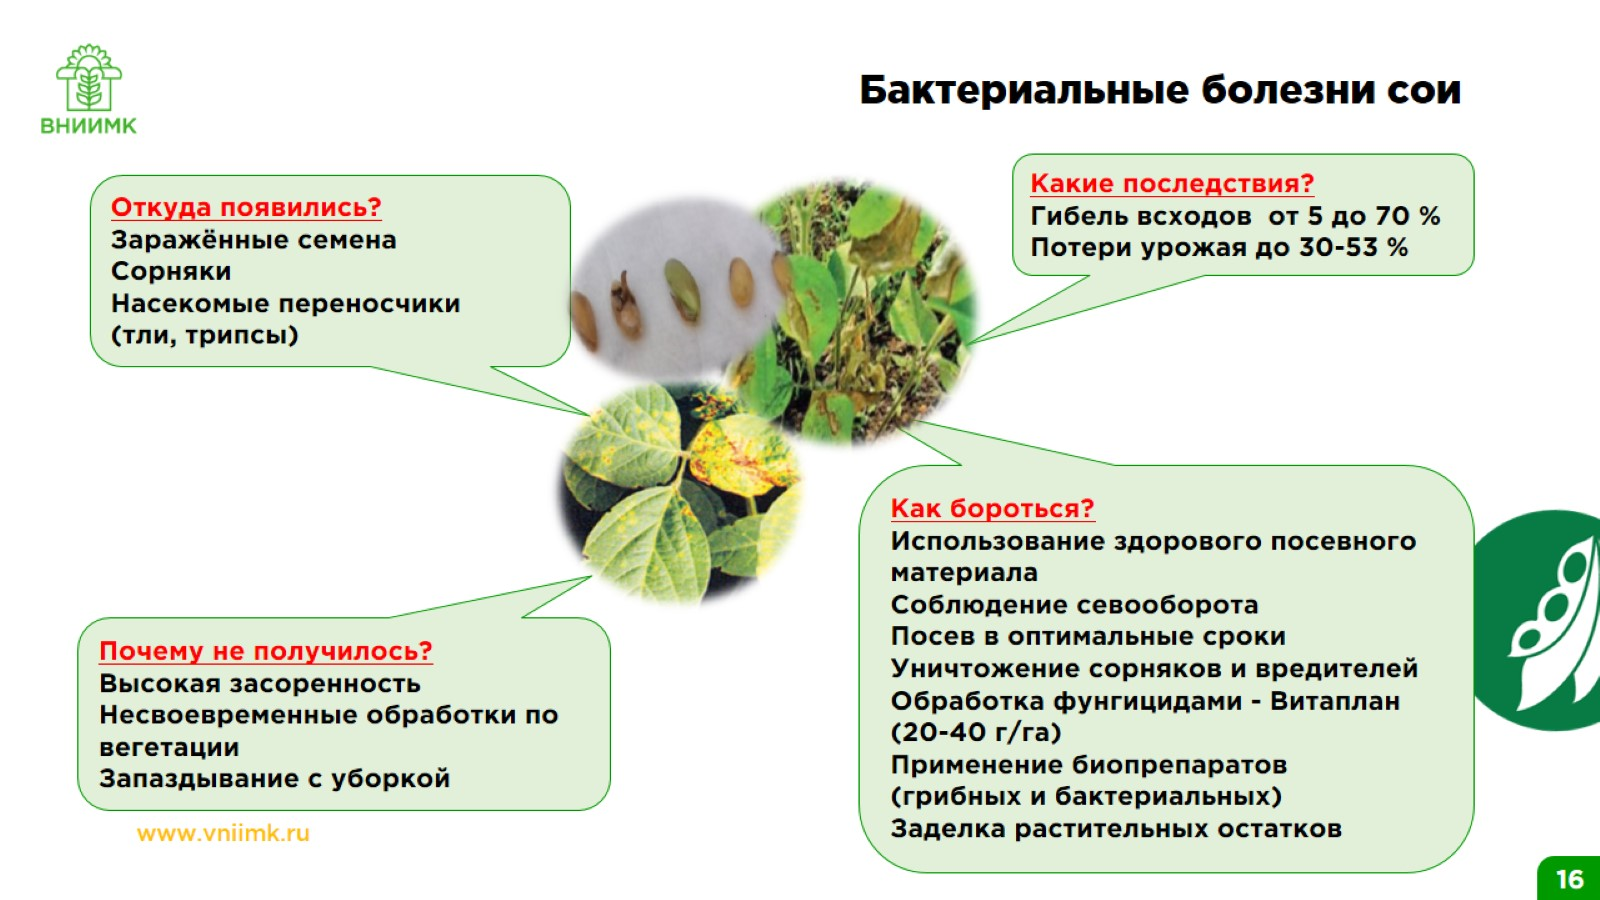 ВНИИМК
Бактериальные болезни сои
Откуда появились?
Заражённые семена
Сорняки
Насекомые переносчики
(тли, трипсы)
Какие последствия?
Гибель всходов от 5 до 70 %
Потери урожая до 30-53 %
Почему не получилось?
Высокая засоренность
Несвоевременные обработки по
вегетации
Запаздывание с уборкой
Как бороться?
Использование здорового посевного
материала
Соблюдение севооборота
Посев в оптимальные сроки
Уничтожение сорняков и вредителей
Обработка фунгицидами - Витаплан
(20-40 г/га)
Применение биопрепаратов
(грибных и бактериальных)
Заделка растительных остатков
www.vniimk.ru
16